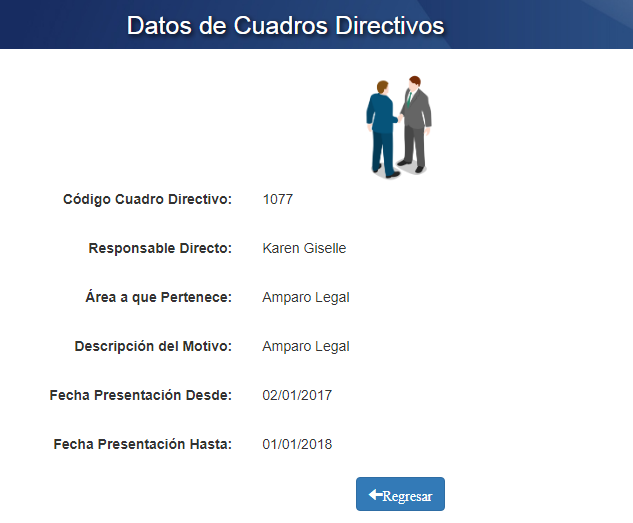 Datos de Cuadros Directivos
Código Cuadro Directivo: 1077
Responsable Directo: Karen Giselle
Área a que Pertenece: Amparo Legal
Descripción del Motivo: Amparo Legal
Fecha Presentación Desde: 02/01/2017
Fecha Presentación Hasta: 01/01/2018
Regresar